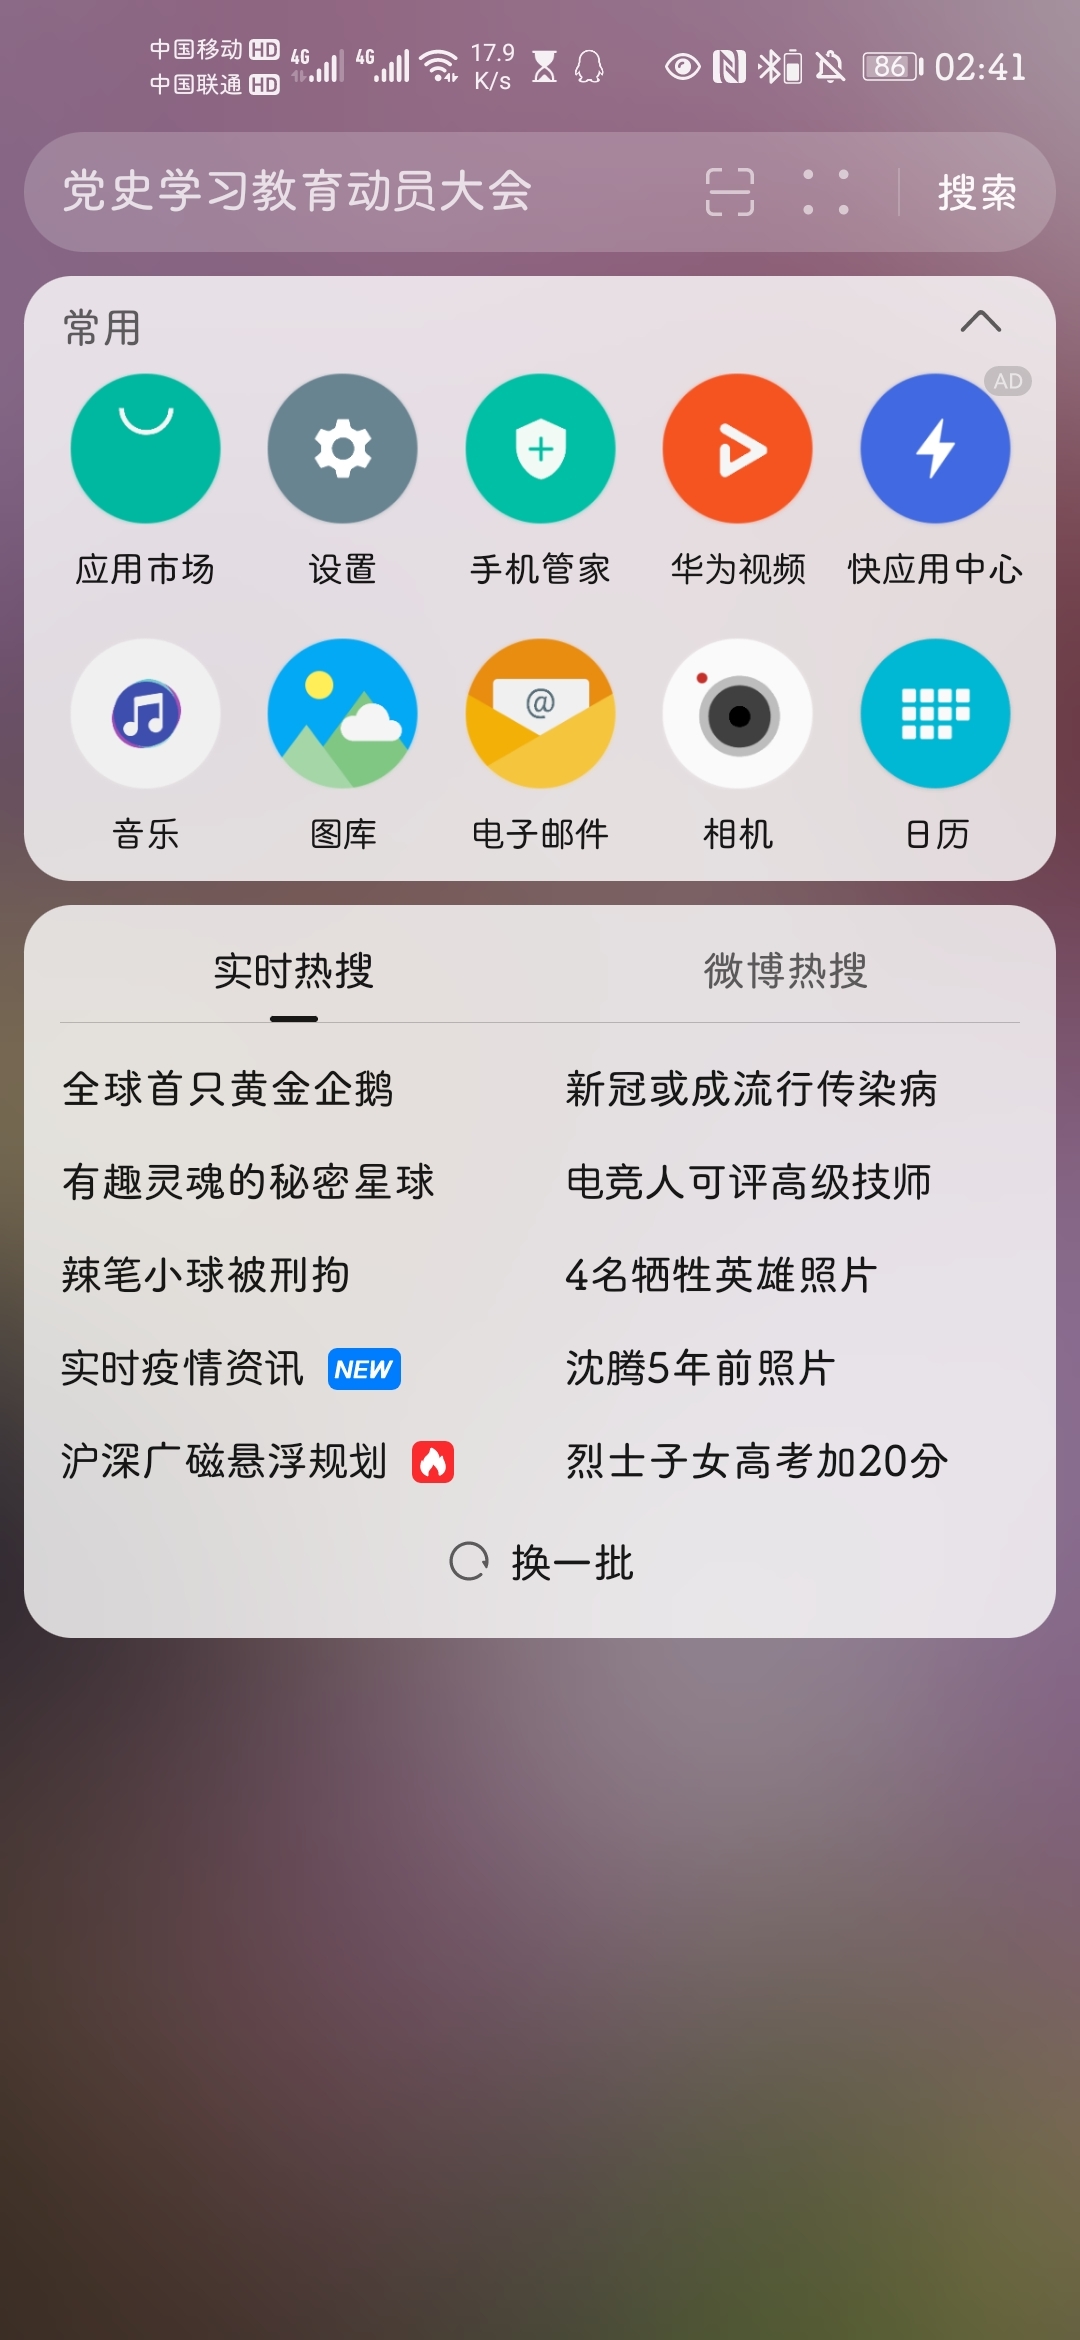 中国移动 HD
中国联通 HD
4G
4G
17.9
K/s
86
02:41
党史学习教育动员大会
搜索
常用
AD
应用市场 设置 手机管家 华为视频 快应用中心
@
音乐 图库 电子邮件 相机 日历
实时热搜 微博热搜
全球首只黄金企鹅 新冠或成流行传染病
有趣灵魂的秘密星球 电竞人可评高级技师
辣笔小球被刑拘 4名牺牲英雄照片
实时疫情资讯 NEW 沈腾5年前照片
沪深广磁悬浮规划 烈士子女高考加20分
换一批